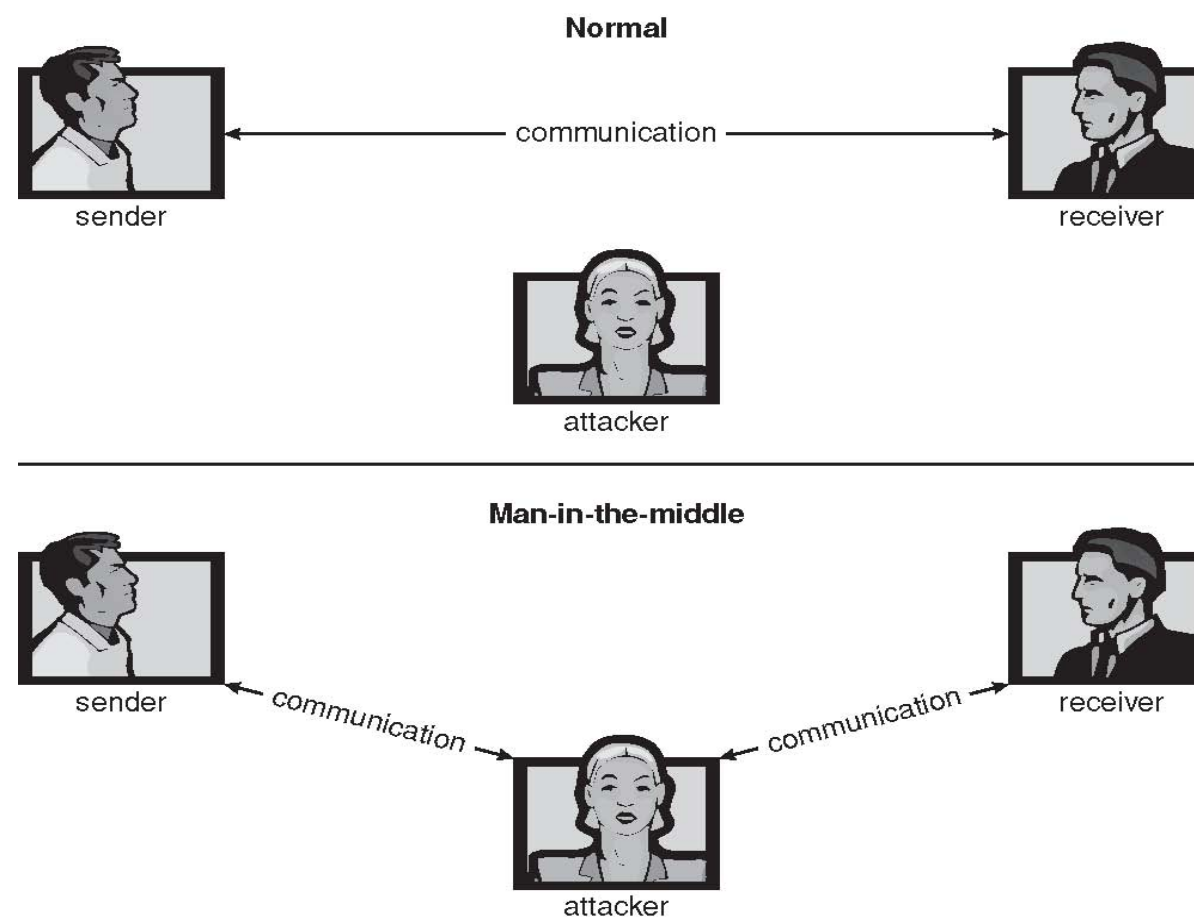 Normal
communication
sender
receiver
attacker
Man-in-the-middle
sender
communication
communication
receiver
attacker